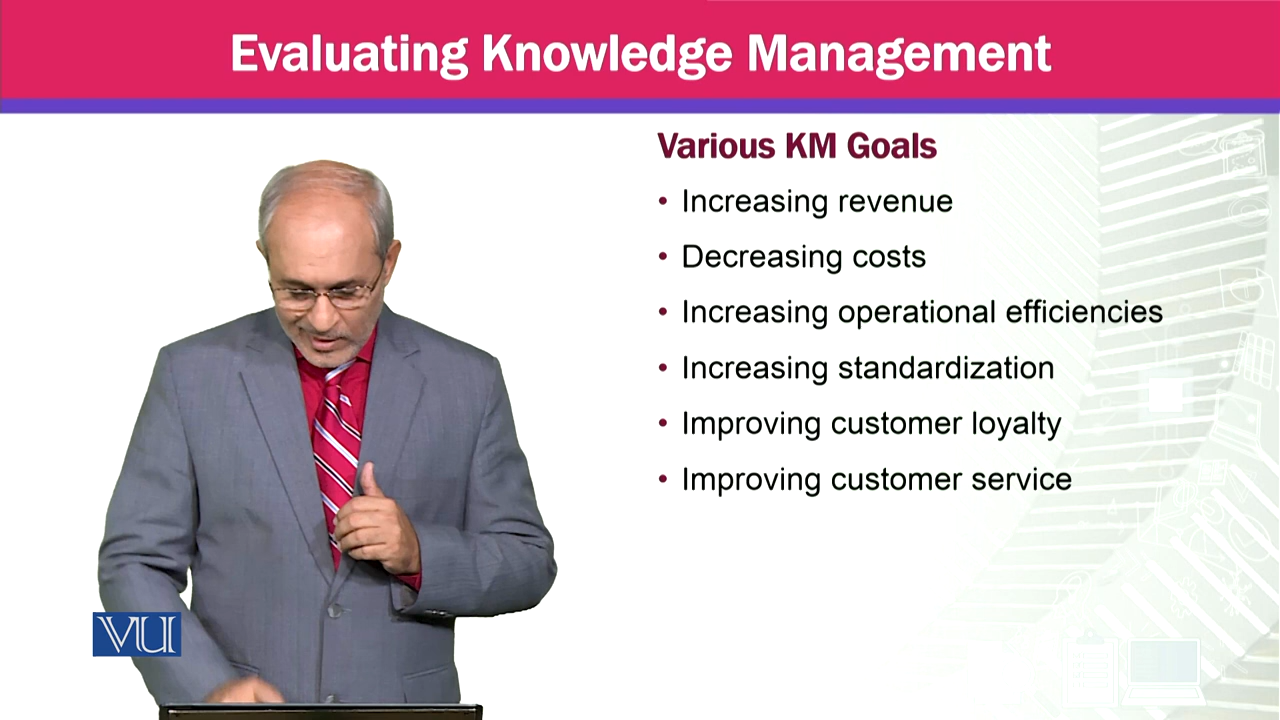 Evaluating Knowledge Management
Various KM Goals
• Increasing revenue
• Decreasing costs
• Increasing operational efficiencies
• Increasing standardization
• Improving customer loyalty
• Improving customer service
VU